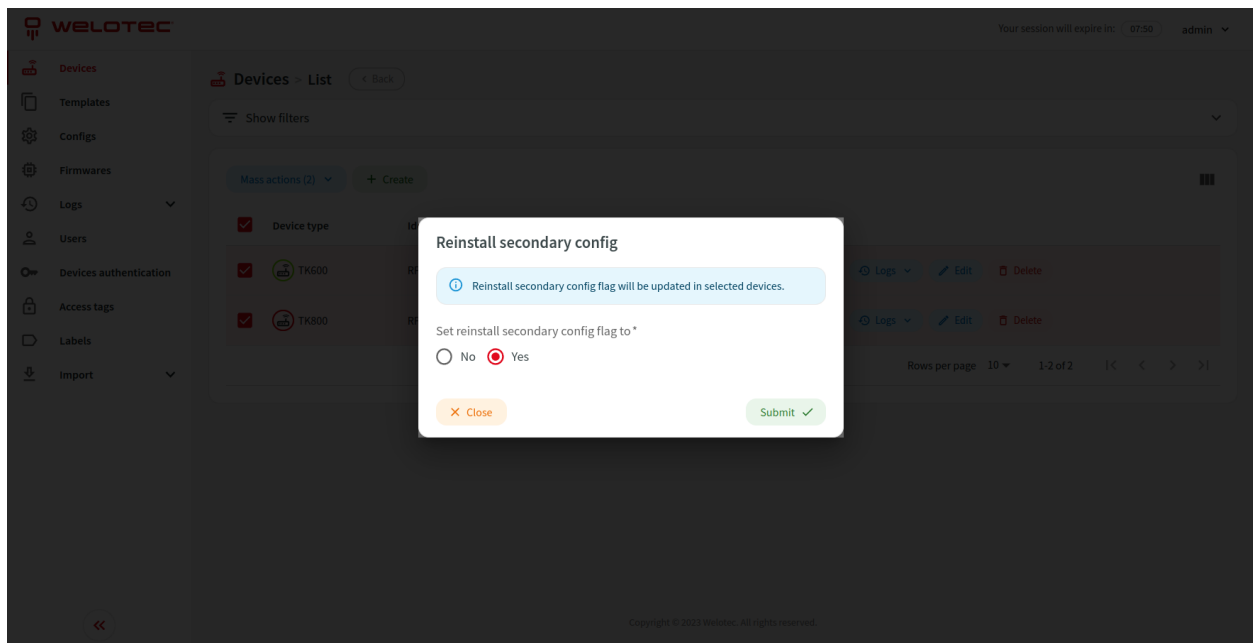 WELOTEC
Your session will expire in: 07:50 admin
Devices
Templates
Configs
Firmwares
Logs
Users
Devices authentication
Access tags
Labels
Import
Devices > List < Back
Show filters
Mass actions (2) + Create
Device type
TK600 Logs Edit Delete
TK800 Logs Edit Delete
Rows per page 10 1-2 of 2
Reinstall secondary config
Reinstall secondary config flag will be updated in selected devices.
Set reinstall secondary config flag to*
No Yes
Close Submit
Copyright © 2023 Welotec. All rights reserved.